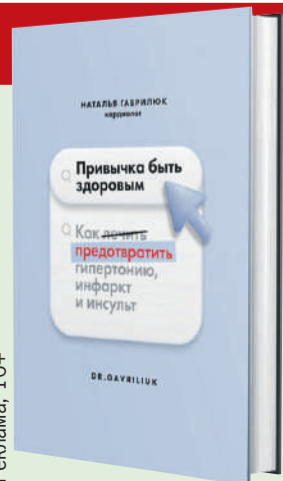 НАТАЛЬЯ ГАВРИЛЮК
кардиолог
Привычка быть
здоровым
Как лечить
предотвратить
гипертонию,
инфаркт
и инсульт
DR.GAVRILIUK